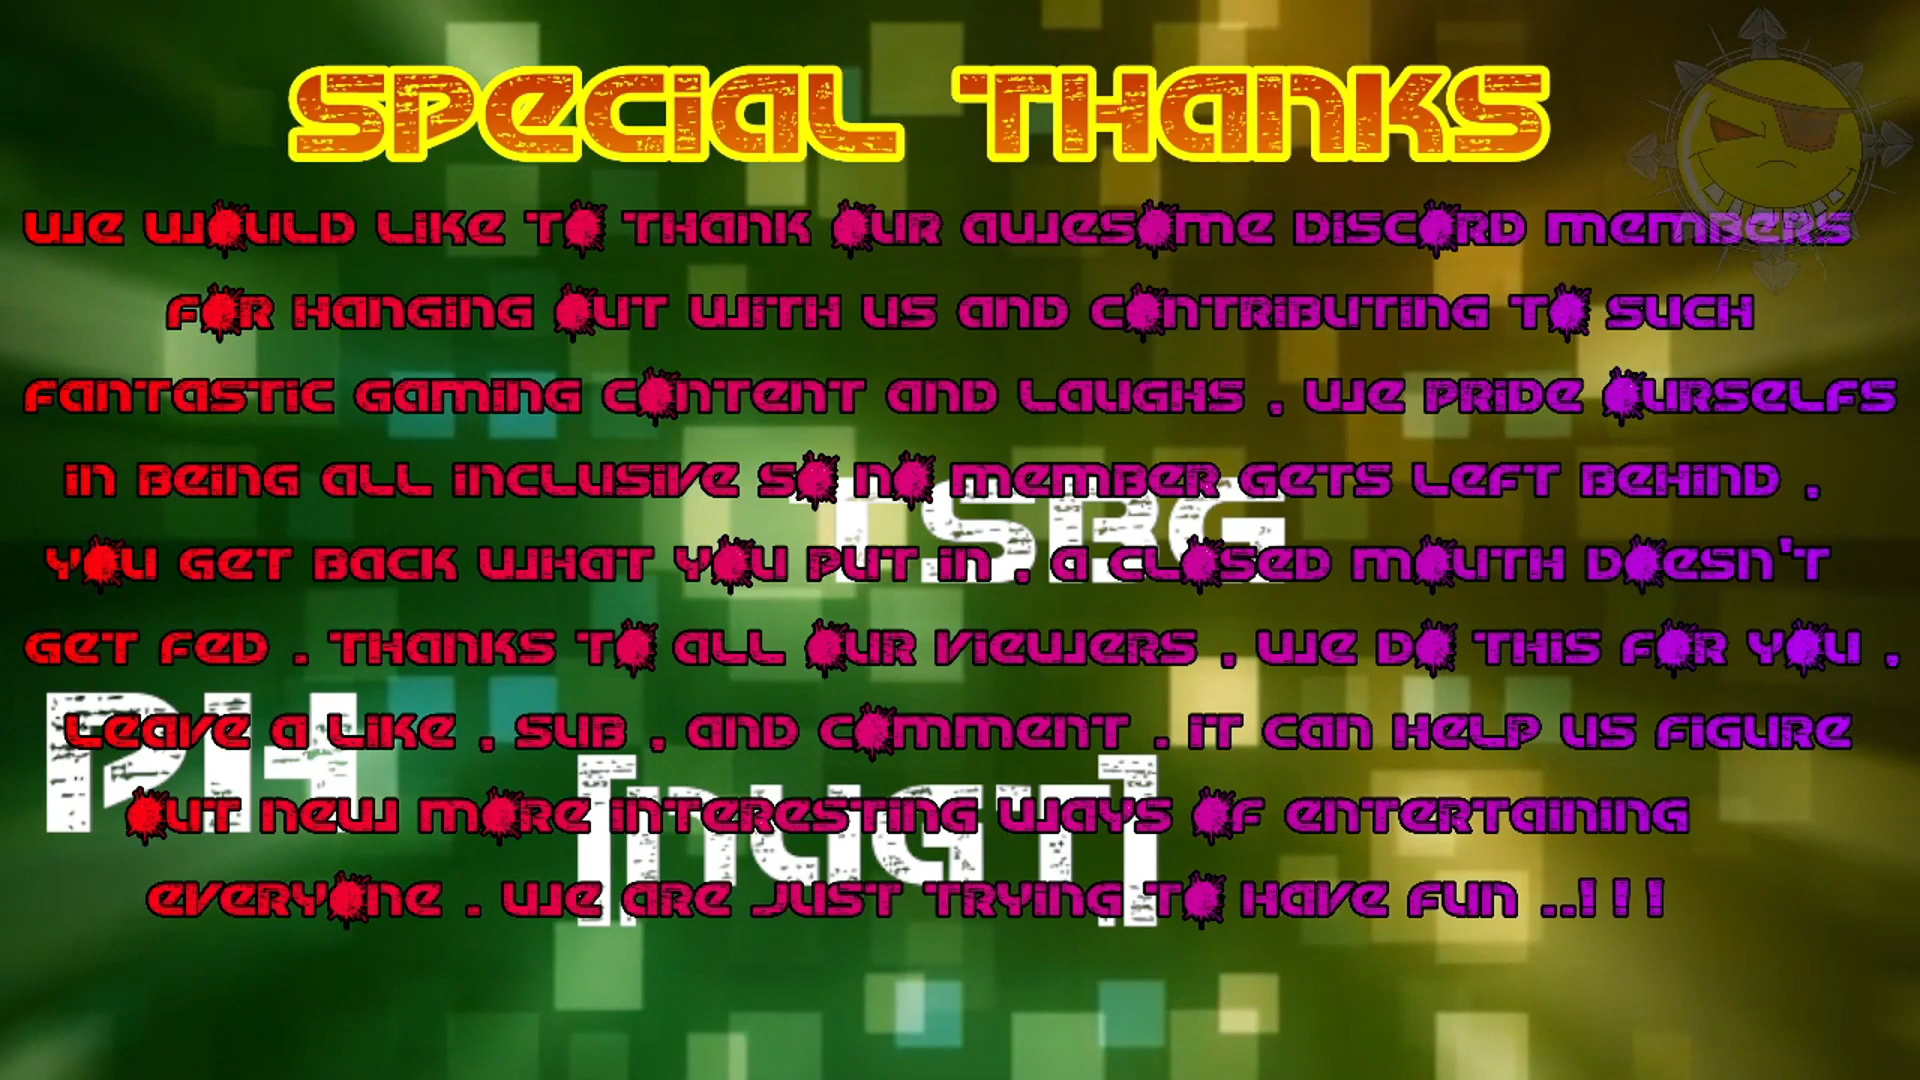 SPECIAL THANKS
WE WOULD LIKE TO THANK OUR AWESOME DISCORD MEMBERS
FOR HANGING OUT WITH US AND CONTRIBUTING TO SUCH
FANTASTIC GAMING CONTENT AND LAUGHS . WE PRIDE OURSELFS
IN BEING ALL INCLUSIVE SO NO MEMBER GETS LEFT BEHIND .
TSBG
YOU GET BACK WHAT YOU PUT IN . A CLOSED MOUTH DOESN'T
GET FED . THANKS TO ALL OUR VIEWERS . WE DO THIS FOR YOU .
LEAVE A LIKE . SUB . AND COMMENT . IT CAN HELP US FIGURE
OUT NEW MORE INTERESTING WAYS OF ENTERTAINING
EVERYONE . WE ARE JUST TRYING TO HAVE FUN ..!!!